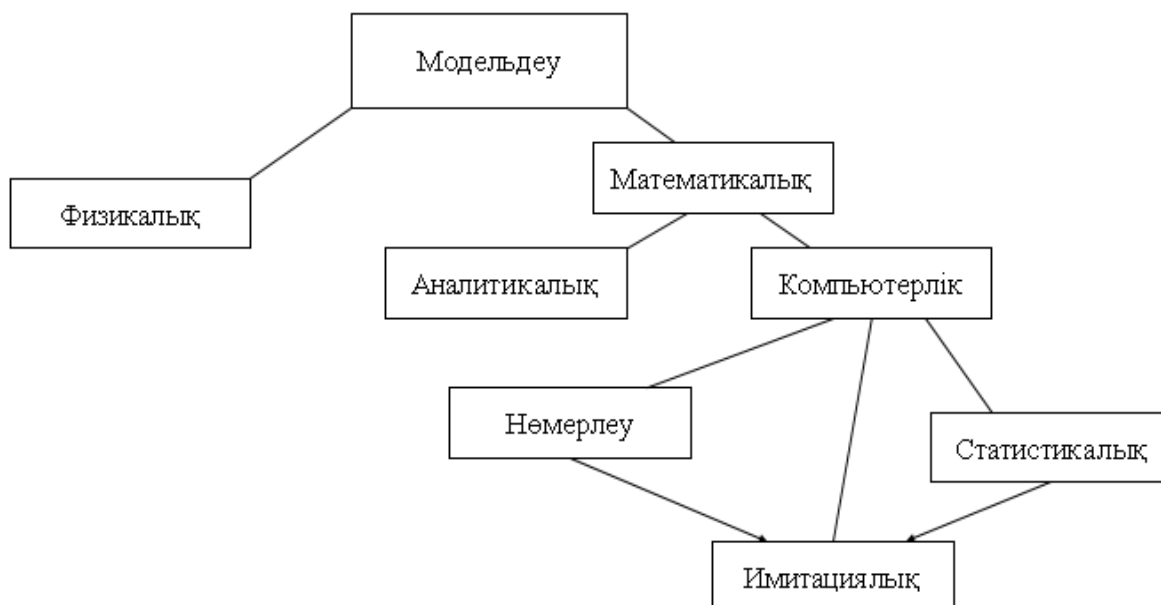 Модельдеу
Математикалық
Физикалық
Аналитикалық
Компьютерлік
Нөмерлеу
Статистикалық
Имитациялық